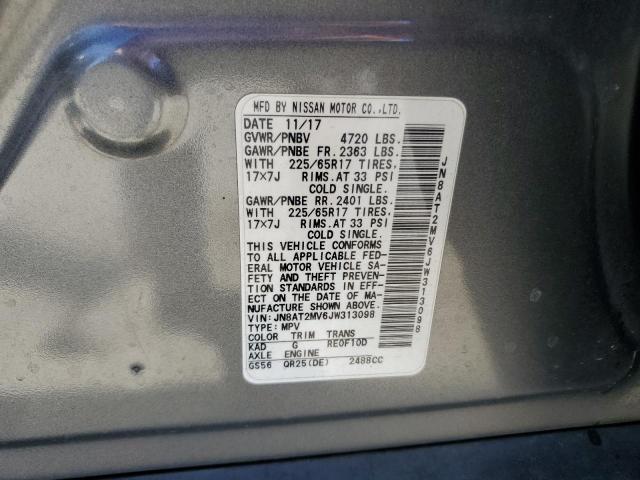 MFD BY NISSAN MOTOR CO.,LTD.
DATE 11/17
GVWR/PNBV 4720 LBS.
GAWR/PNBE FR.2363 LBS.
WITH 225/65R17 TIRES,
17X7J RIMS.AT 33 PSI
COLD SINGLE.
GAWR/PNBE RR.2401 LBS.
WITH 225/65R17 TIRES,
17X7J RIMS.AT 33 PSI
COLD SINGLE.
THIS VEHICLE CONFORMS
TO ALL APPLICABLE FED-
ERAL MOTOR VEHICLE SA-
FETY AND THEFT PREVEN-
TION STANDARDS IN EFF-
ECT ON THE DATE OF MA-
NUFACTURE SHOWN ABOVE.
VIN: JN8AT2MV6JW313098
TYPE: MPV
COLOR TRIM TRANS
KAD G RE0F10D
AXLE ENGINE
GS56 QR25(DE) 2488CC
JN8AT2MV6JW313098